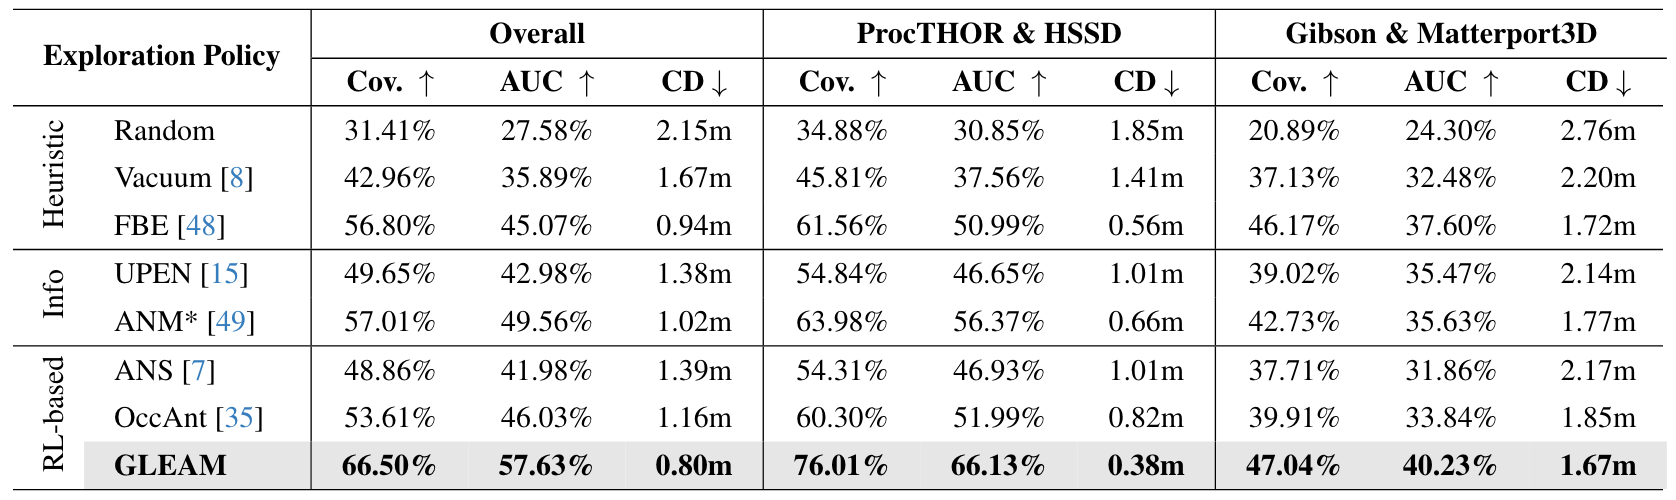 Exploration Policy Overall ProcTHOR & HSSD Gibson & Matterport3D
Cov. ↑ AUC ↑ CD ↓ Cov. ↑ AUC ↑ CD ↓ Cov. ↑ AUC ↑ CD ↓
Heuristic
Random 31.41% 27.58% 2.15m 34.88% 30.85% 1.85m 20.89% 24.30% 2.76m
Vacuum [8] 42.96% 35.89% 1.67m 45.81% 37.56% 1.41m 37.13% 32.48% 2.20m
FBE [48] 56.80% 45.07% 0.94m 61.56% 50.99% 0.56m 46.17% 37.60% 1.72m
Info
UPEN [15] 49.65% 42.98% 1.38m 54.84% 46.65% 1.01m 39.02% 35.47% 2.14m
ANM* [49] 57.01% 49.56% 1.02m 63.98% 56.37% 0.66m 42.73% 35.63% 1.77m
RL-based
ANS [7] 48.86% 41.98% 1.39m 54.31% 46.93% 1.01m 37.71% 31.86% 2.17m
OccAnt [35] 53.61% 46.03% 1.16m 60.30% 51.99% 0.82m 39.91% 33.84% 1.85m
GLEAM 66.50% 57.63% 0.80m 76.01% 66.13% 0.38m 47.04% 40.23% 1.67m